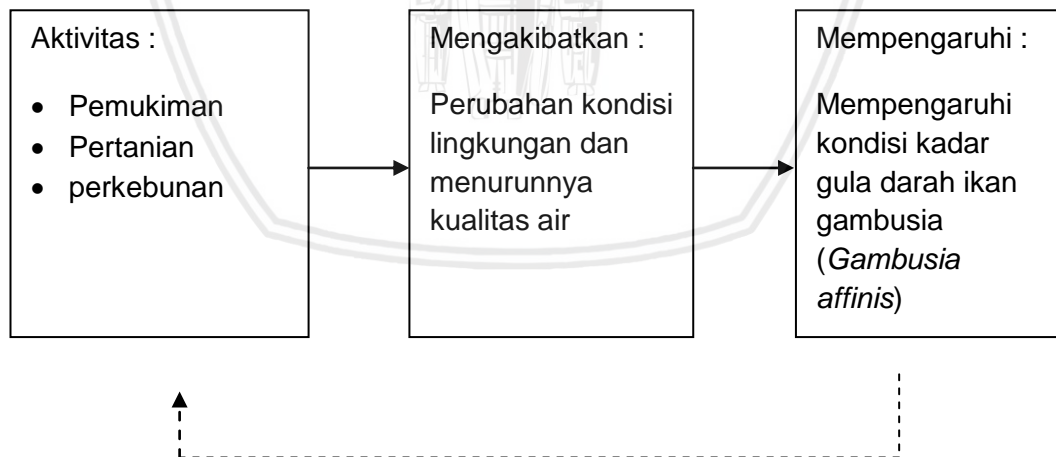 Aktivitas :
• Pemukiman
• Pertanian
• perkebunan
Mengakibatkan :
Perubahan kondisi
lingkungan dan
menurunnya
kualitas air
Mempengaruhi :
Mempengaruhi
kondisi kadar
gula darah ikan
gambusia
(Gambusia
affinis)